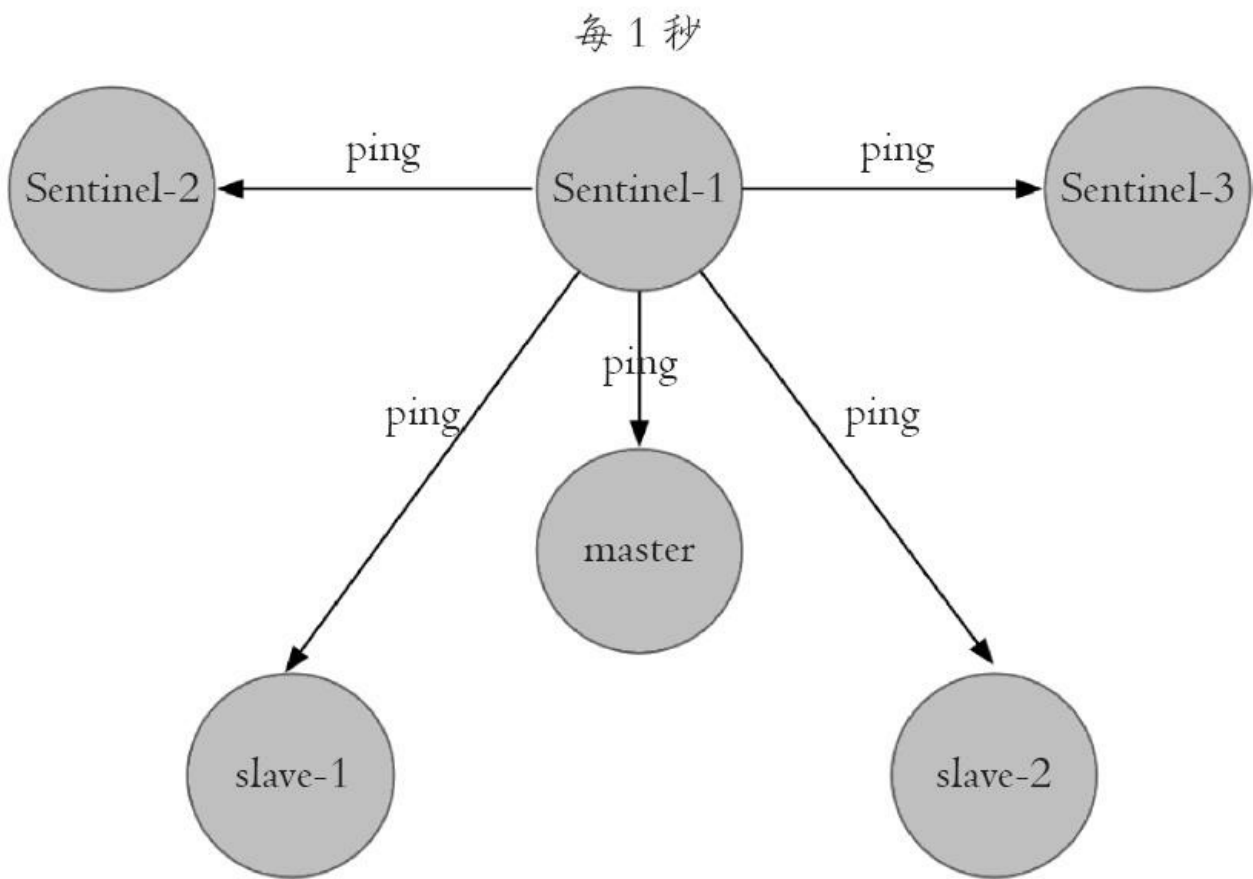 每 1 秒
ping
ping
Sentinel-2
Sentinel-1
Sentinel-3
ping
ping
ping
master
slave-1
slave-2